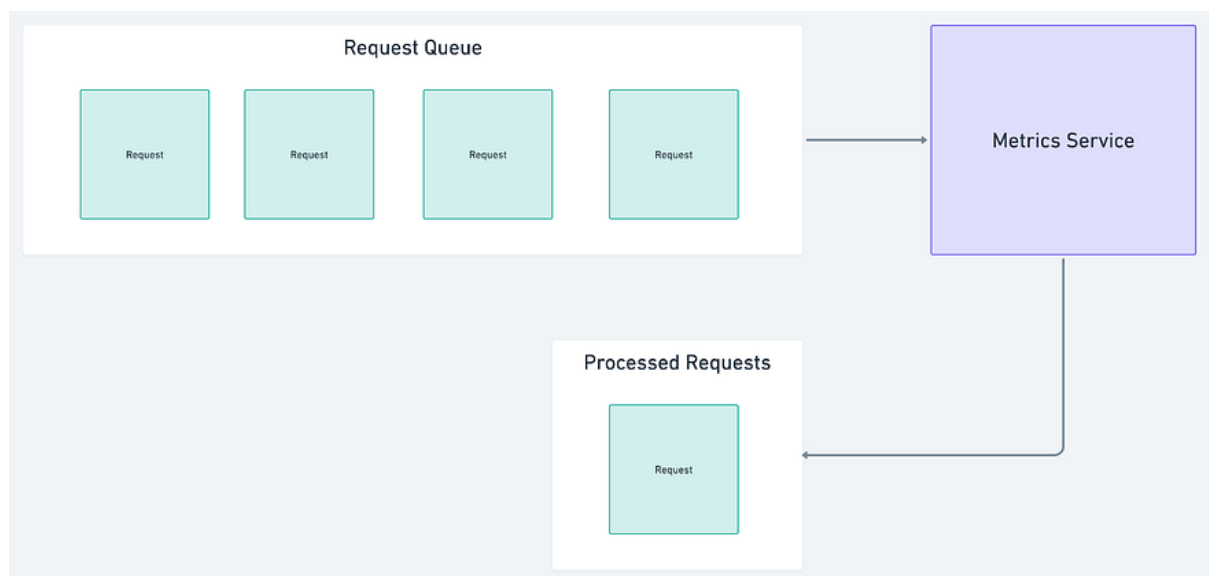 Request Queue
Request
Request
Request
Request
Metrics Service
Processed Requests
Request